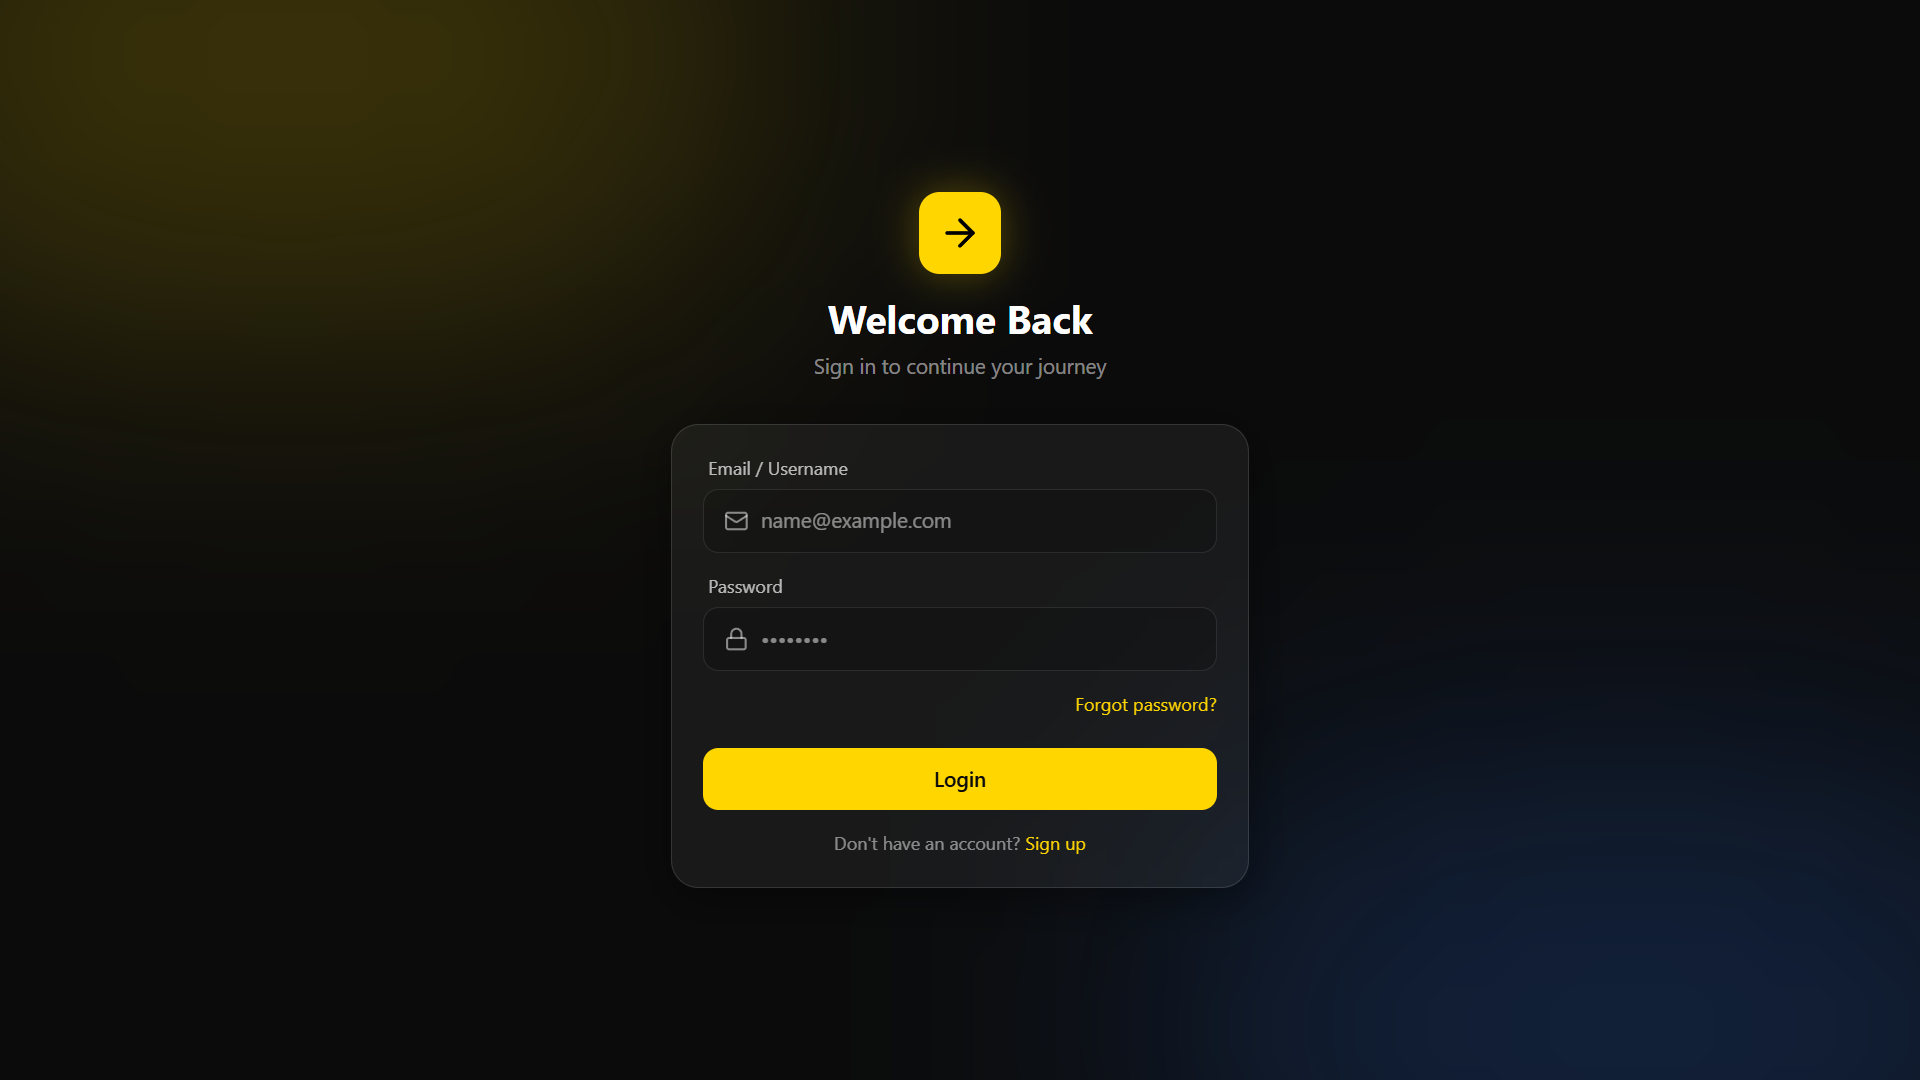 Welcome Back
Sign in to continue your journey
Email / Username
name@example.com
Password
••••••••
Forgot password?
Login
Don't have an account? Sign up